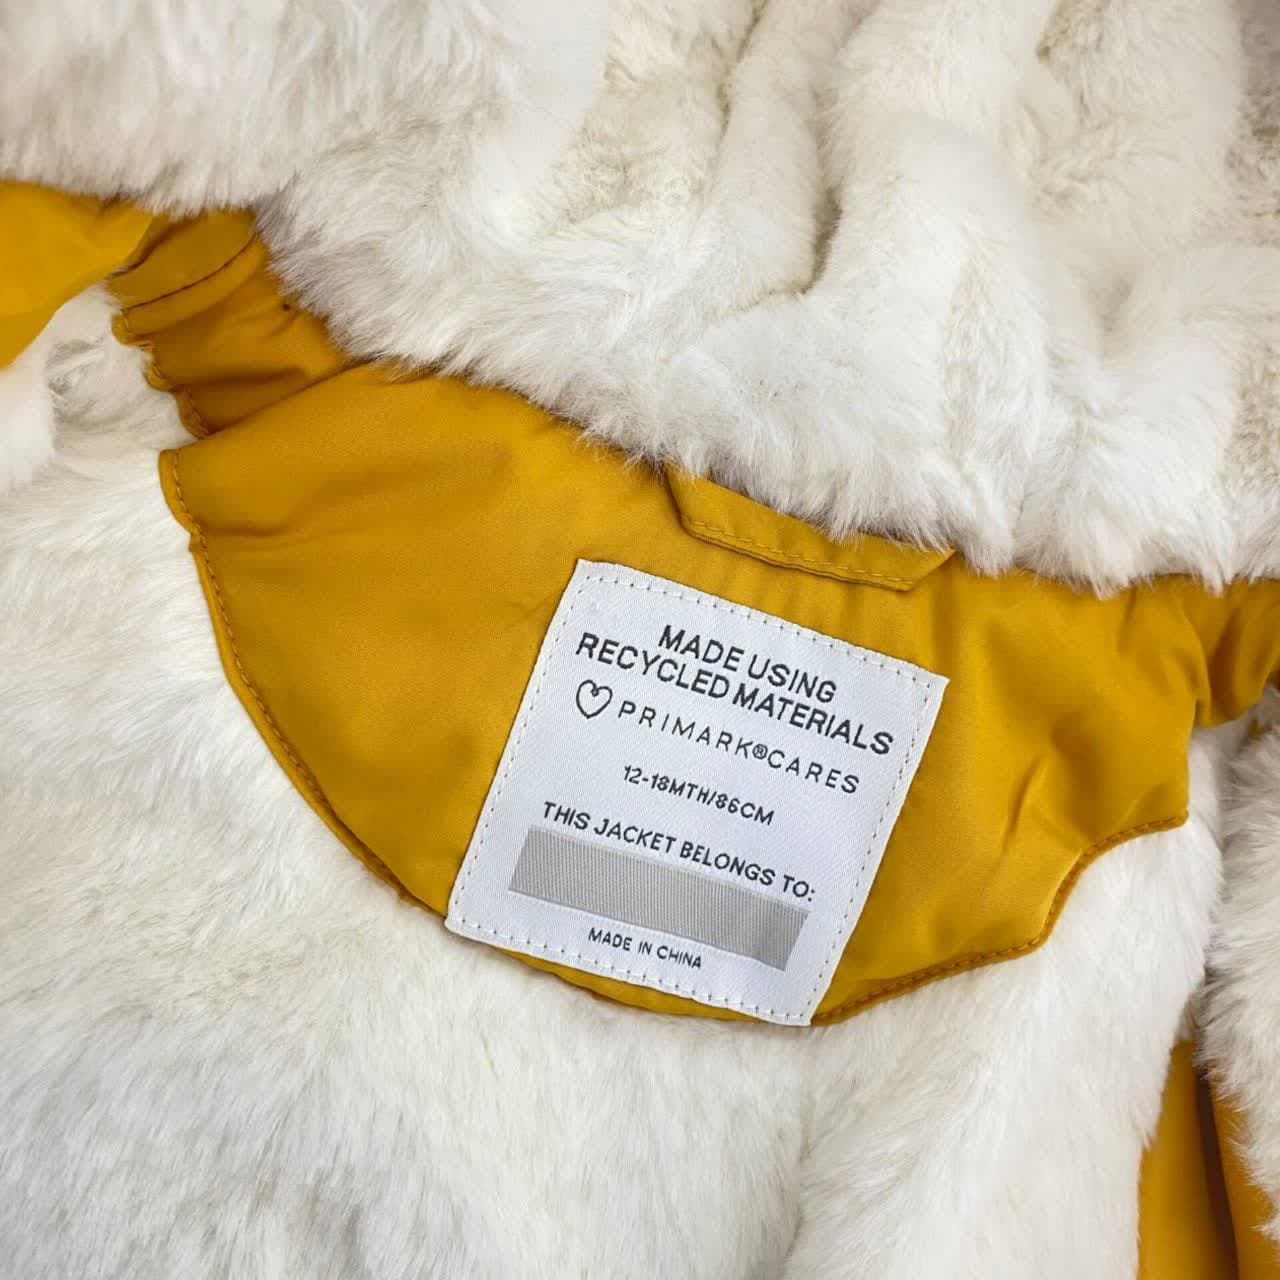 MADE USING
RECYCLED MATERIALS
PRIMARK®CARES
12-18MTH/86CM
THIS JACKET BELONGS TO:
MADE IN CHINA